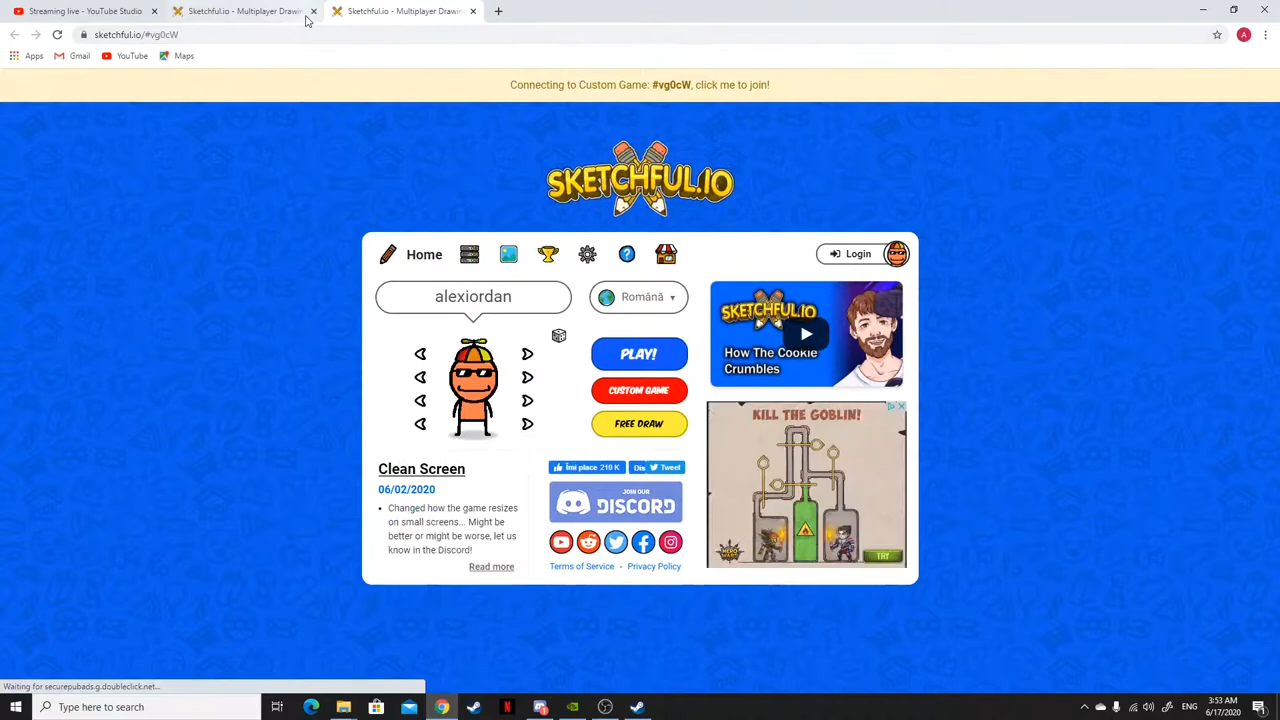 Streaming live - YouTube Studio
Sketchful.io - Multiplayer Drawin
Sketchful.io - Multiplayer Drawin
sketchful.io/#vg0cW
A
Apps
Gmail
YouTube
Maps
Connecting to Custom Game: #vg0cW, click me to join!
SKETCHFUL.IO
Home
Login
alexiordan
Română
PLAY!
CUSTOM GAME
FREE DRAW
SKETCHFUL.IO
How The Cookie
Crumbles
KILL THE GOBLIN!
HERO
WARS
TRY
Clean Screen
06/02/2020
Changed how the game resizes
on small screens... Might be
better or might be worse, let us
know in the Discord!
Read more
Îmi place 210 K
Dis
Tweet
JOIN OUR
DISCORD
Terms of Service - Privacy Policy
Waiting for securepubads.g.doubleclick.net...
Type here to search
3:53 AM
6/17/2020